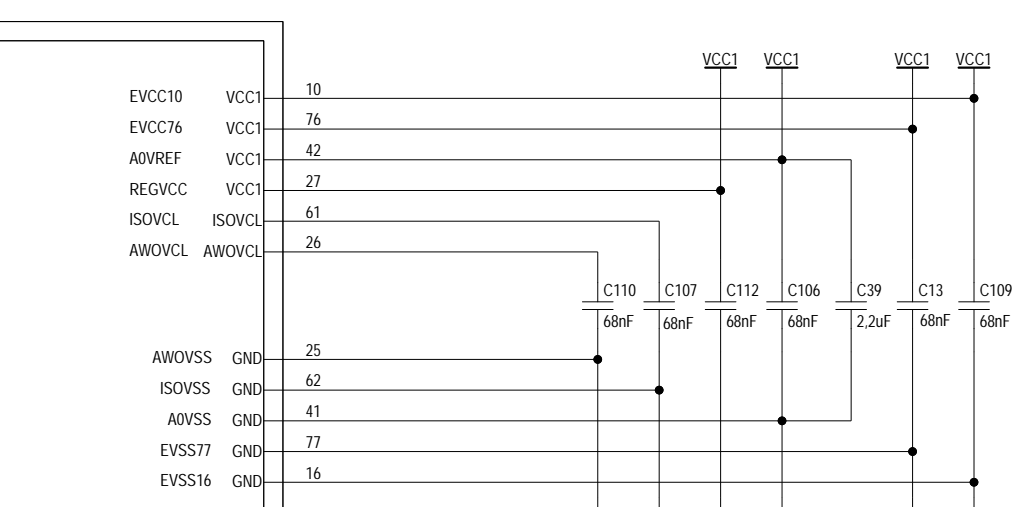 VCC1 VCC1 VCC1 VCC1
EVCC10 VCC1 10
EVCC76 VCC1 76
A0VREF VCC1 42
REGVCC VCC1 27
ISOVCL ISOVCL 61
AWOVCL AWOVCL 26
C110 C107 C112 C106 C39 C13 C109
68nF 68nF 68nF 68nF 2,2uF 68nF 68nF
AWOVSS GND 25
ISOVSS GND 62
A0VSS GND 41
EVSS77 GND 77
EVSS16 GND 16